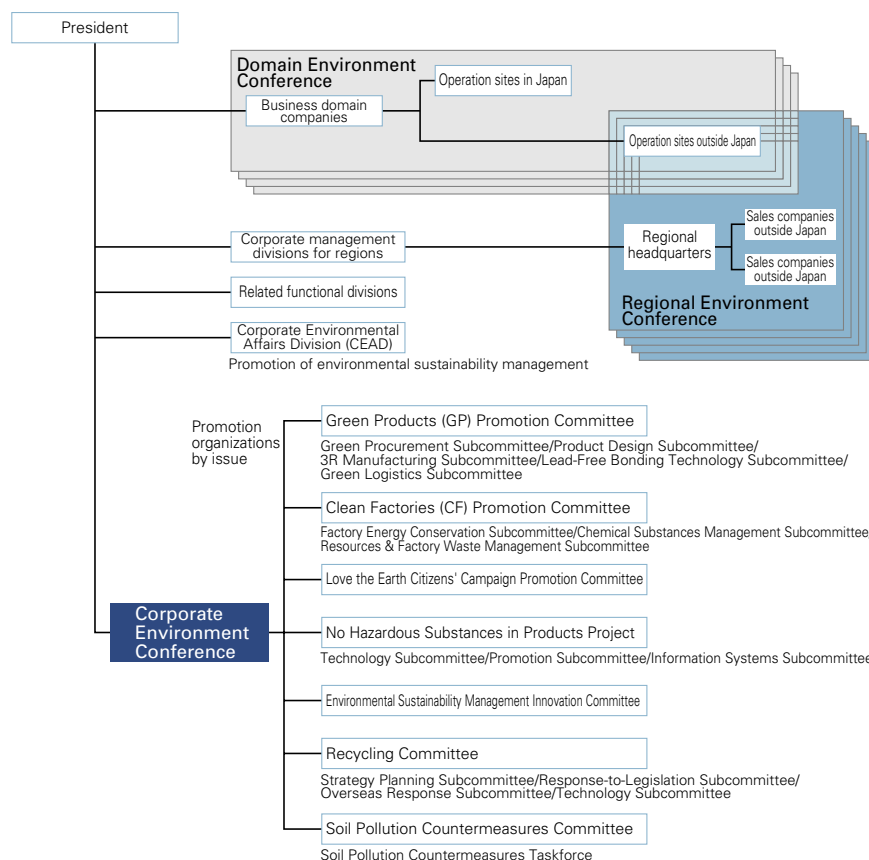 President
Domain Environment
Conference
Operation sites in Japan
Business domain
companies
Operation sites outside Japan
Corporate management
divisions for regions
Regional
headquarters
Sales companies
outside Japan
Sales companies
outside Japan
Related functional divisions
Regional Environment
Conference
Corporate Environmental
Affairs Division (CEAD)
Promotion of environmental sustainability management
Promotion
organizations
by issue
Green Products (GP) Promotion Committee
Green Procurement Subcommittee/Product Design Subcommittee/
3R Manufacturing Subcommittee/Lead-Free Bonding Technology Subcommittee/
Green Logistics Subcommittee
Clean Factories (CF) Promotion Committee
Factory Energy Conservation Subcommittee/Chemical Substances Management Subcommittee/
Resources & Factory Waste Management Subcommittee
Love the Earth Citizens' Campaign Promotion Committee
Corporate
Environment
Conference
No Hazardous Substances in Products Project
Technology Subcommittee/Promotion Subcommittee/Information Systems Subcommittee
Environmental Sustainability Management Innovation Committee
Recycling Committee
Strategy Planning Subcommittee/Response-to-Legislation Subcommittee/
Overseas Response Subcommittee/Technology Subcommittee
Soil Pollution Countermeasures Committee
Soil Pollution Countermeasures Taskforce